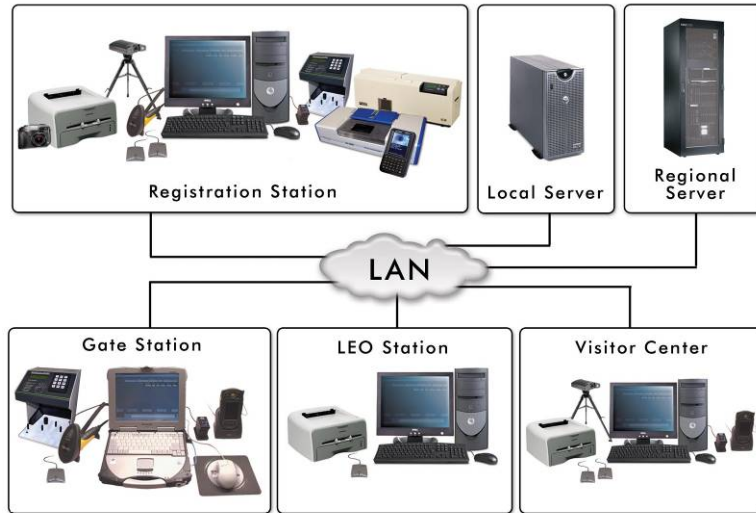 Registration Station
Local Server
Regional
Server
LAN
Gate Station
LEO Station
Visitor Center